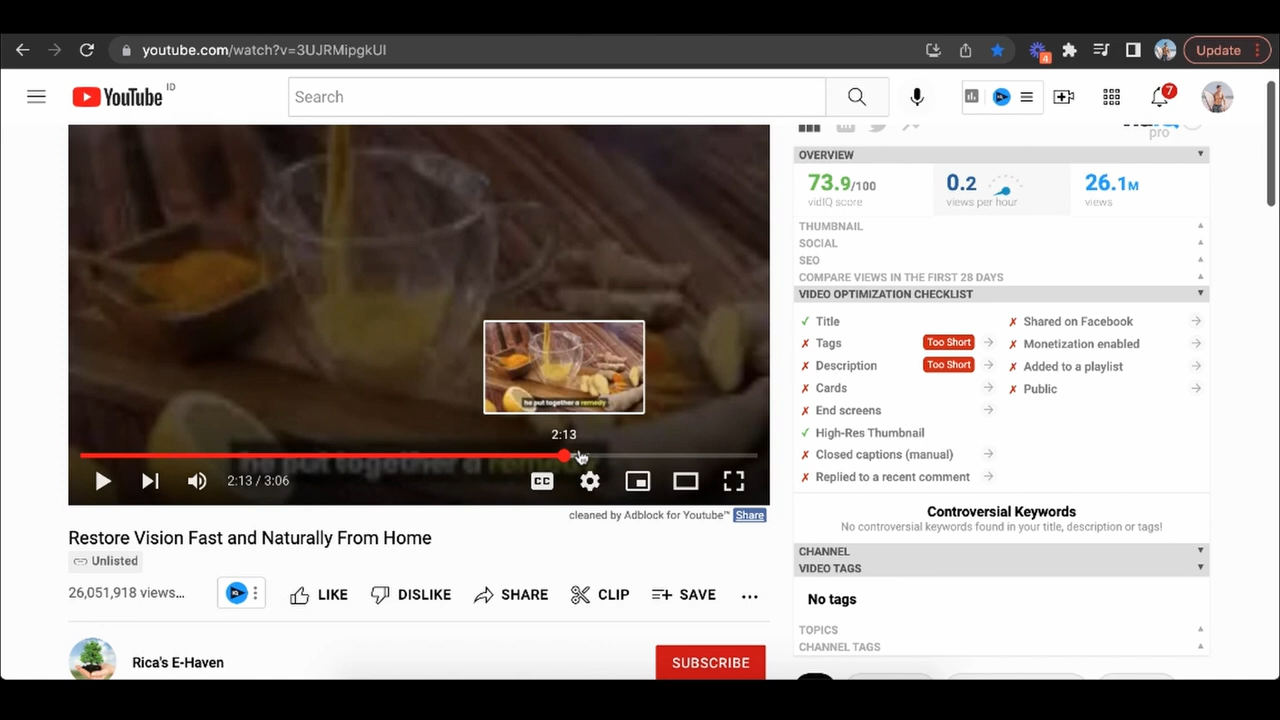 youtube.com/watch?v=3UJRMipgkUI
4
Update
YouTube ID
Search
7
pro
OVERVIEW
73.9/100
vidIQ score
0.2
views per hour
26.1M
views
THUMBNAIL
SOCIAL
SEO
COMPARE VIEWS IN THE FIRST 28 DAYS
VIDEO OPTIMIZATION CHECKLIST
Title
Tags Too Short
Description Too Short
Cards
End screens
High-Res Thumbnail
Closed captions (manual)
Replied to a recent comment
Shared on Facebook
Monetization enabled
Added to a playlist
Public
Controversial Keywords
No controversial keywords found in your title, description or tags!
CHANNEL
VIDEO TAGS
No tags
TOPICS
CHANNEL TAGS
he put together a remedy
2:13
he put together a remedy
2:13 / 3:06
CC
cleaned by Adblock for Youtube™ Share
Restore Vision Fast and Naturally From Home
Unlisted
26,051,918 views...
LIKE DISLIKE SHARE CLIP SAVE
Rica's E-Haven
SUBSCRIBE